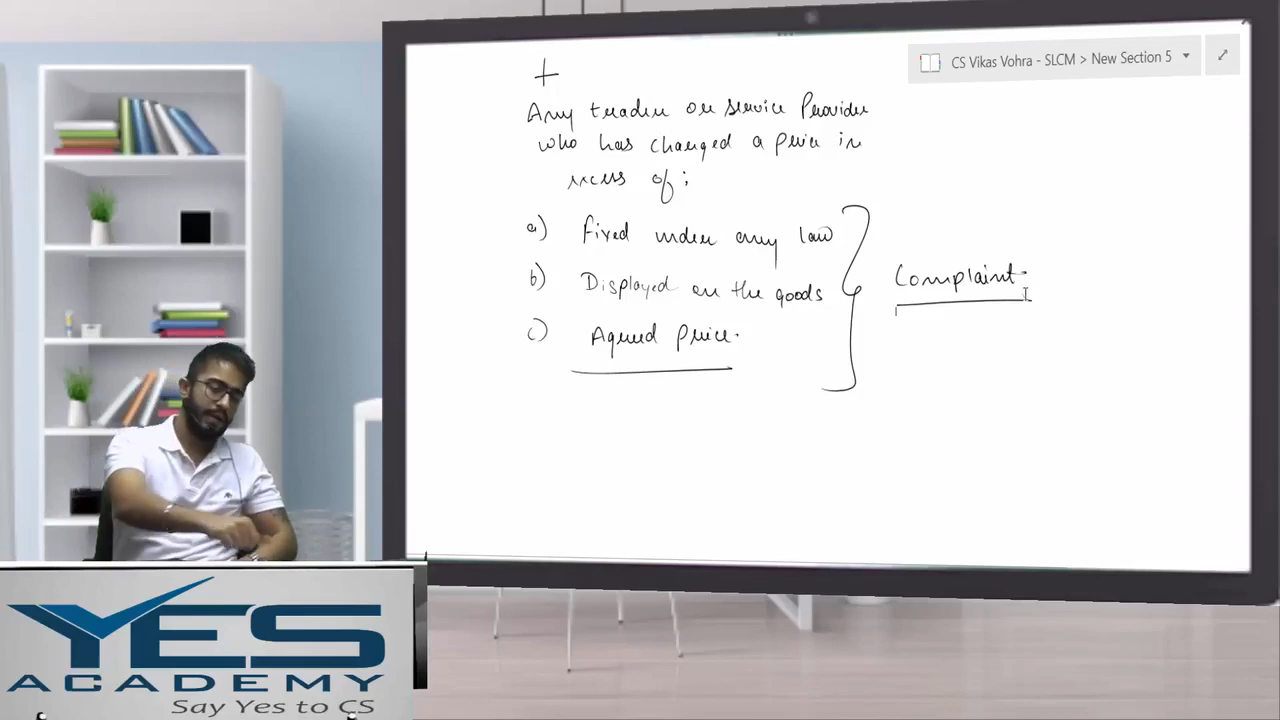 CS Vikas Vohra - SLCM > New Section 5
+
Any trader or service Provider
who has charged a price in
excess of ;
a) Fixed under any law
b) Displayed on the goods
c) Agreed price.
Complaint
YES
ACADEMY
Say Yes to CS